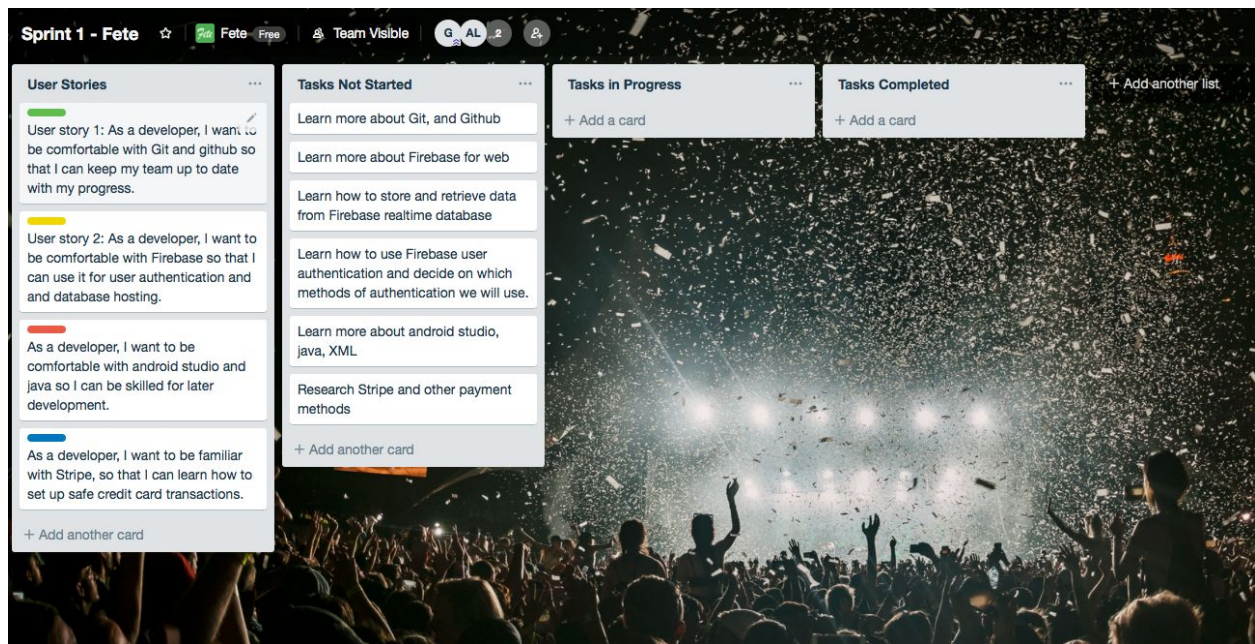 Sprint 1 - Fete
Fete
Fete Free
Team Visible
G AL 2
User Stories
User story 1: As a developer, I want to
be comfortable with Git and github so
that I can keep my team up to date
with my progress.
User story 2: As a developer, I want to
be comfortable with Firebase so that I
can use it for user authentication and
and database hosting.
As a developer, I want to be
comfortable with android studio and
java so I can be skilled for later
development.
As a developer, I want to be familiar
with Stripe, so that I can learn how to
set up safe credit card transactions.
+ Add another card
Tasks Not Started
Learn more about Git, and Github
Learn more about Firebase for web
Learn how to store and retrieve data
from Firebase realtime database
Learn how to use Firebase user
authentication and decide on which
methods of authentication we will use.
Learn more about android studio,
java, XML
Research Stripe and other payment
methods
+ Add another card
Tasks in Progress
+ Add a card
Tasks Completed
+ Add a card
+ Add another list